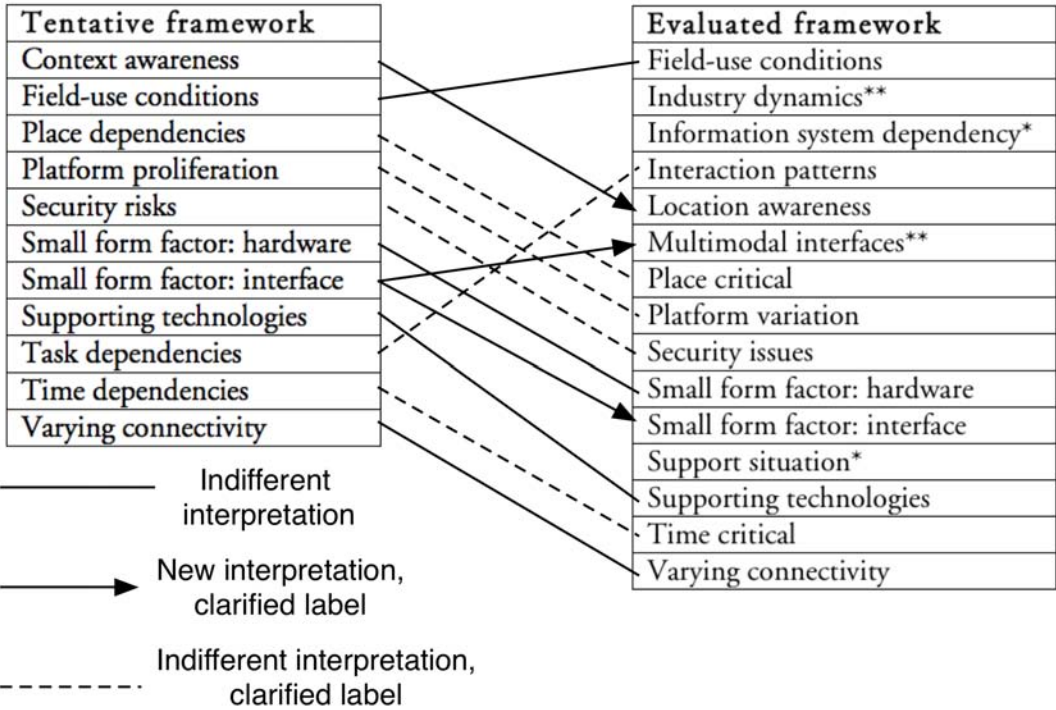 Tentative framework
Context awareness
Field-use conditions
Place dependencies
Platform proliferation
Security risks
Small form factor: hardware
Small form factor: interface
Supporting technologies
Task dependencies
Time dependencies
Varying connectivity
Evaluated framework
Field-use conditions
Industry dynamics**
Information system dependency*
Interaction patterns
Location awareness
Multimodal interfaces**
Place critical
Platform variation
Security issues
Small form factor: hardware
Small form factor: interface
Support situation*
Supporting technologies
Time critical
Varying connectivity
Indifferent
interpretation
New interpretation,
clarified label
Indifferent interpretation,
clarified label